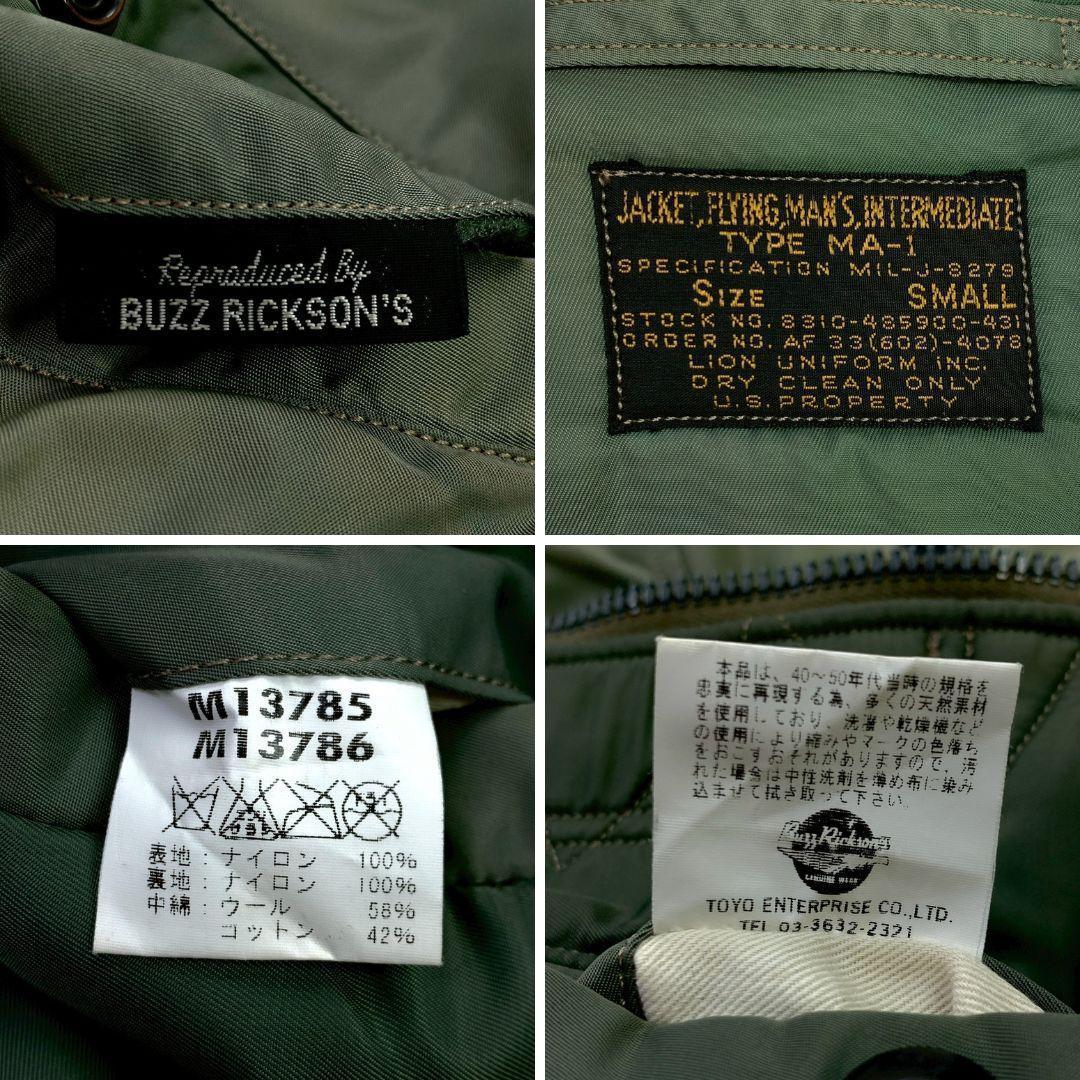 Reproduced By
BUZZ RICKSON'S
JACKET, FLYING, MAN'S, INTERMEDIATE
TYPE MA-1
SPECIFICATION MIL-J-8279
SIZE SMALL
STOCK NO. 8310-485900-431
ORDER NO. AF 33(602)-4078
LION UNIFORM INC.
DRY CLEAN ONLY
U.S. PROPERTY
M13785
M13786
表地：ナイロン 100%
裏地：ナイロン 100%
中綿：ウール 58%
コットン 42%
本品は、40〜50年代当時の規格を
忠実に再現する為、多くの天然素材
を使用しており、洗濯や乾燥機など
の使用により縮みやマークの色落ち
をおこすおそれがありますので、汚
れた場合は中性洗剤を薄め布に染み
込ませて拭き取って下さい。
Buzz Rickson's
GENUINE WEAR
TOYO ENTERPRISE CO.,LTD.
TEL 03-3632-2321